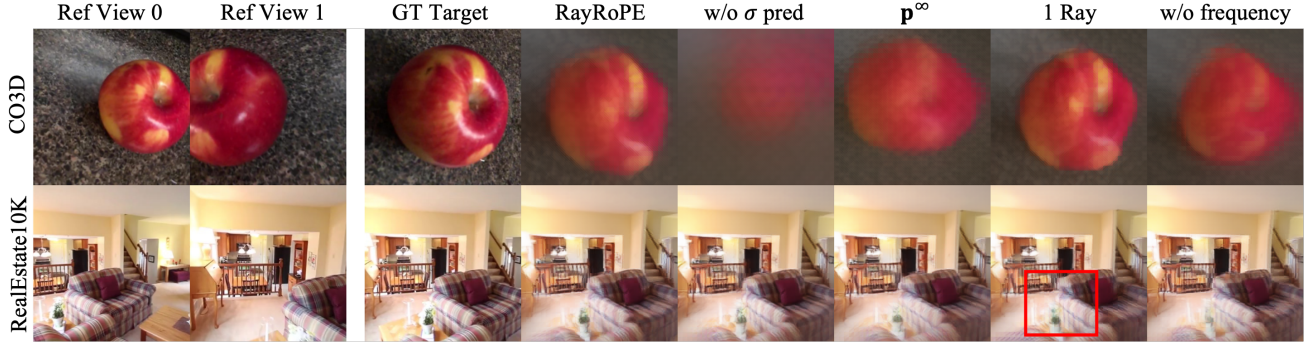 Ref View 0 Ref View 1 GT Target RayRoPE w/o σ pred p∞ 1 Ray w/o frequency
CO3D
RealEstate10K